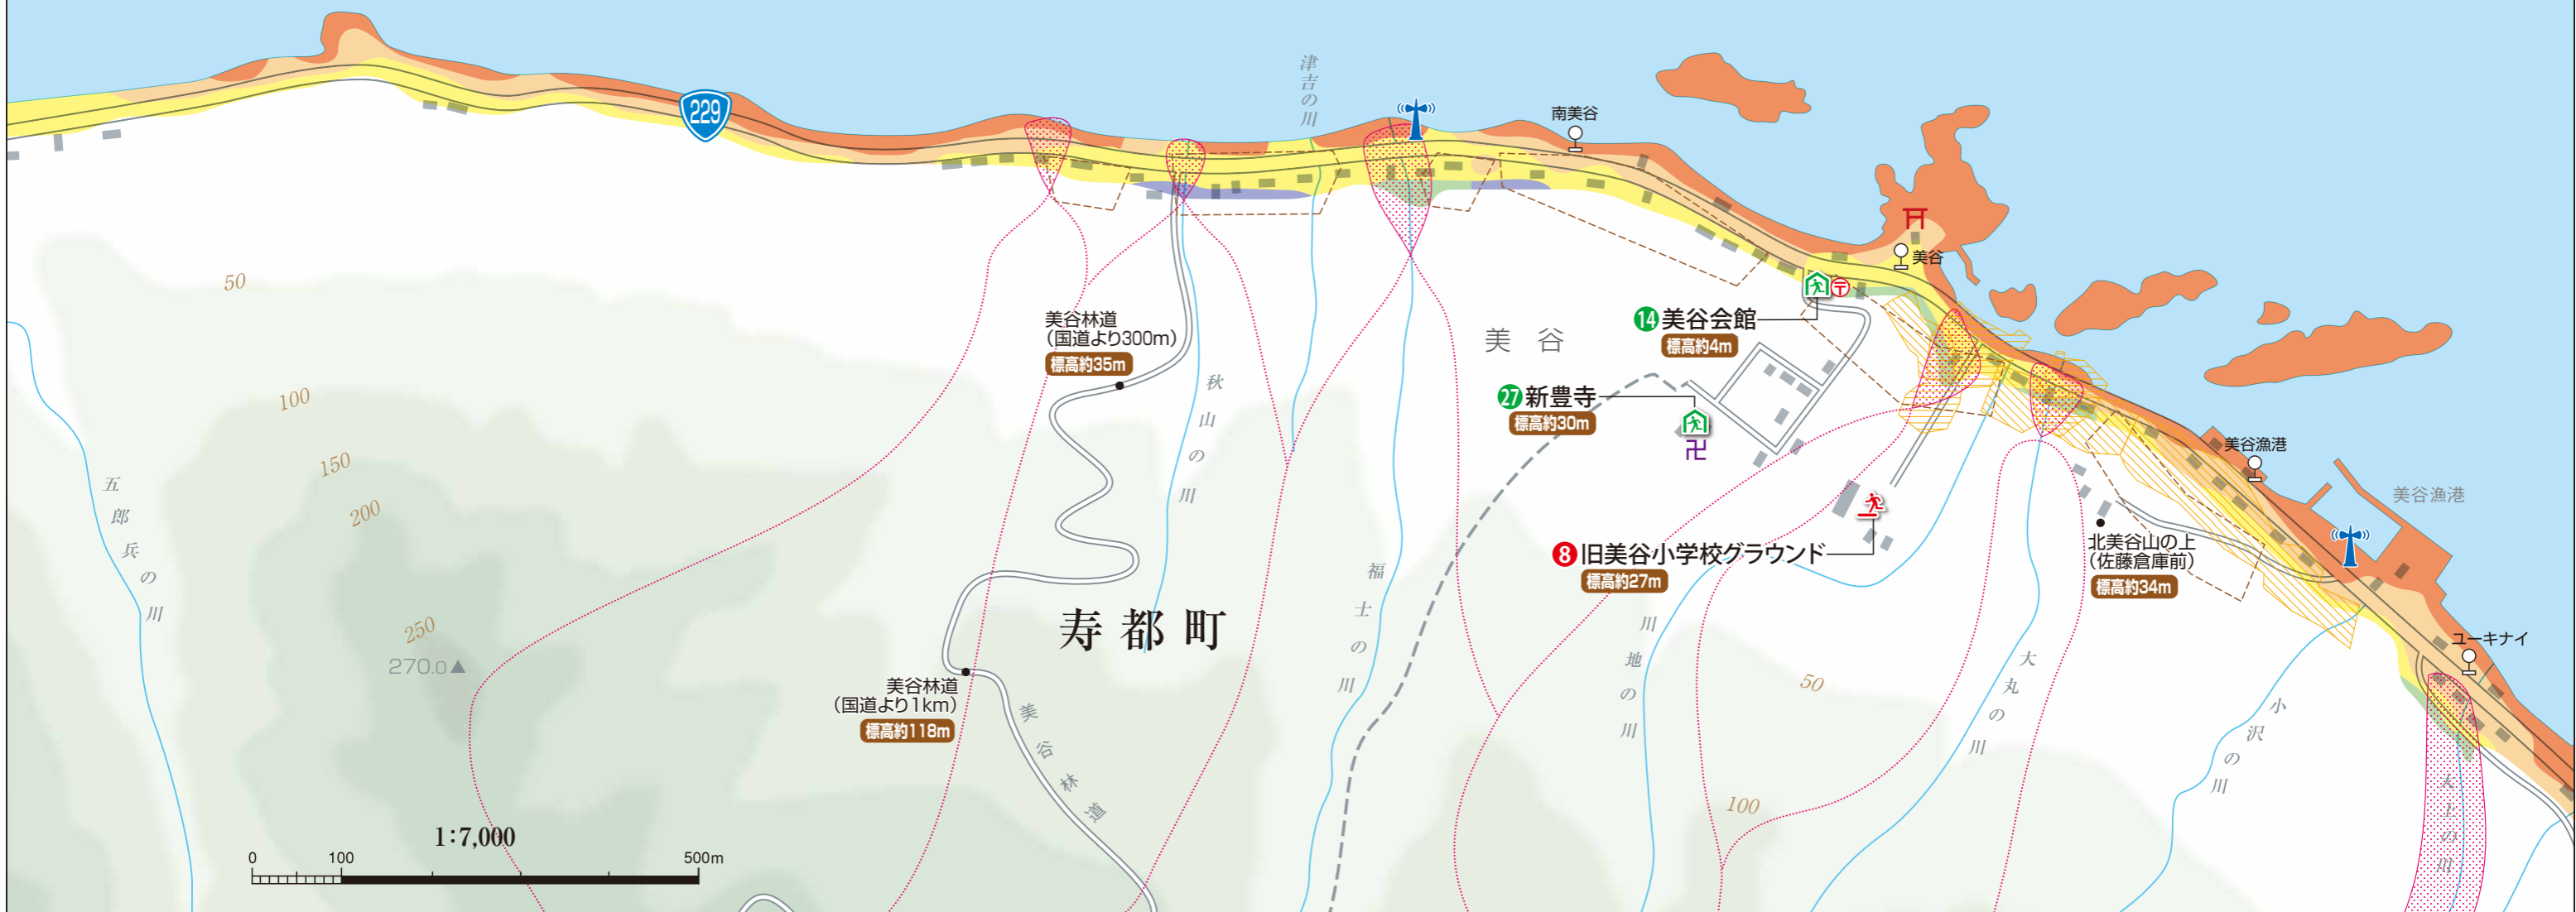 229
津吉の川
南美谷
美谷
50
100
150
200
250
270.0
五郎兵の川
美谷林道
(国道より300m)
標高約35m
秋山の川
美谷
14 美谷会館
標高約4m
27 新豊寺
標高約30m
8 旧美谷小学校グラウンド
標高約27m
美谷漁港
美谷漁港
北美谷山の上
(佐藤倉庫前)
標高約34m
ユーキナイ
寿都町
福士の川
川地の川
大丸の川
小沢の川
美谷林道
(国道より1km)
標高約118m
美谷林道
50
100
1:7,000
0 100 500m